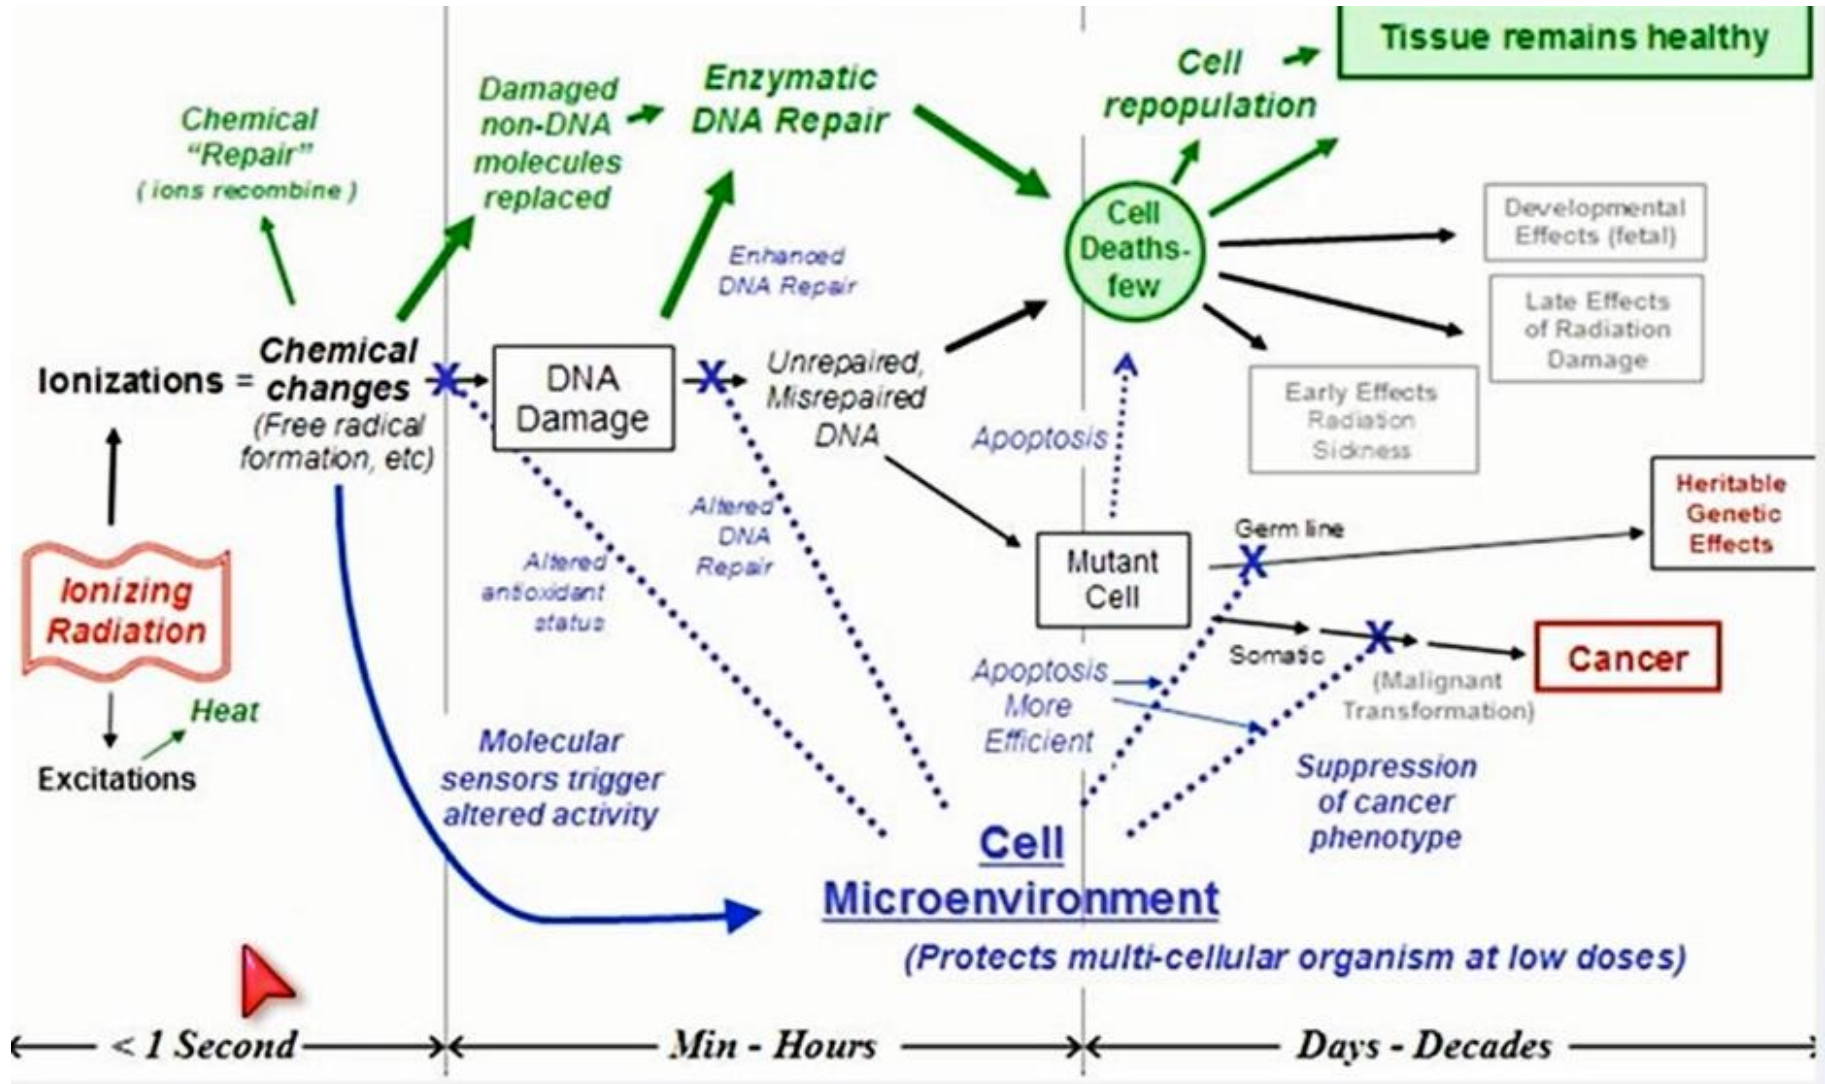 Tissue remains healthy
Cell
repopulation
Enzymatic
DNA Repair
Damaged
non-DNA
molecules
replaced
Chemical
“Repair”
( ions recombine )
Cell
Deaths-
few
Developmental
Effects (fetal)
Late Effects
of Radiation
Damage
Early Effects
Radiation
Sickness
Enhanced
DNA Repair
Ionizations =
Chemical
changes
(Free radical
formation, etc)
X
DNA
Damage
X
Unrepaired,
Misrepaired
DNA
Apoptosis
Heritable
Genetic
Effects
Germ line
X
Mutant
Cell
Altered
DNA
Repair
Altered
antioxidant
status
Ionizing
Radiation
Somatic
X
(Malignant
Transformation)
Cancer
Apoptosis
More
Efficient
Heat
Excitations
Molecular
sensors trigger
altered activity
Suppression
of cancer
phenotype
Cell
Microenvironment
(Protects multi-cellular organism at low doses)
< 1 Second
Min - Hours
Days - Decades